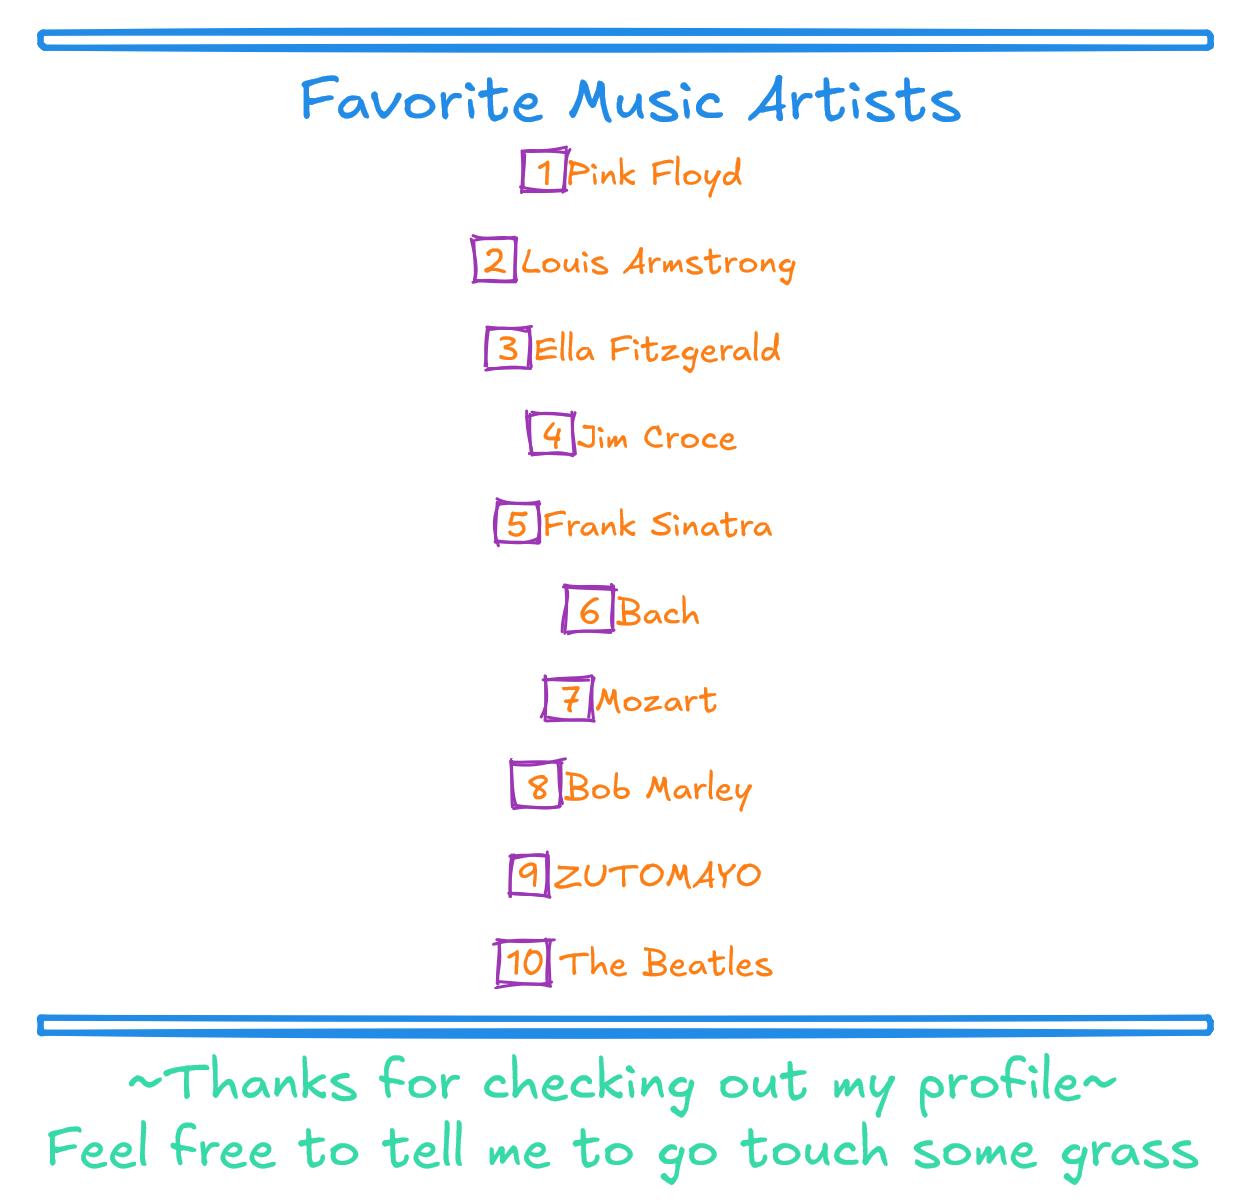 Favorite Music Artists
1 Pink Floyd
2 Louis Armstrong
3 Ella Fitzgerald
4 Jim Croce
5 Frank Sinatra
6 Bach
7 Mozart
8 Bob Marley
9 ZUTOMAYO
10 The Beatles
~Thanks for checking out my profile~
Feel free to tell me to go touch some grass